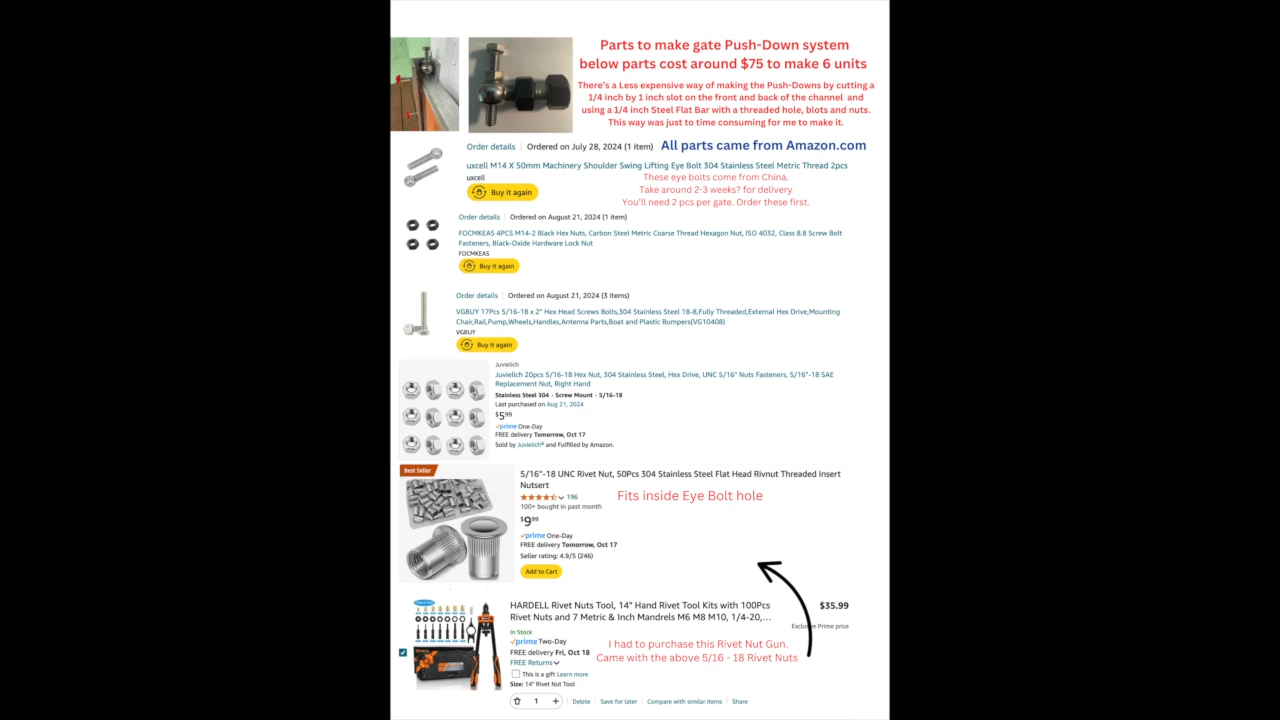 Parts to make gate Push-Down system
below parts cost around $75 to make 6 units
There's a Less expensive way of making the Push-Downs by cutting a
1/4 inch by 1 inch slot on the front and back of the channel and
using a 1/4 inch Steel Flat Bar with a threaded hole, blots and nuts.
This way was just to time consuming for me to make it.
Order details | Ordered on July 28, 2024 (1 item) All parts came from Amazon.com
uxcell M14 X 50mm Machinery Shoulder Swing Lifting Eye Bolt 304 Stainless Steel Metric Thread 2pcs
uxcell
These eye bolts come from China.
Buy it again
Take around 2-3 weeks? for delivery
You'll need 2 pcs per gate. Order these first.
Order details | Ordered on August 21, 2024 (1 item)
FOCMKEAS 4PCS M14-2 Black Hex Nuts, Carbon Steel Metric Coarse Thread Hexagon Nut, ISO 4032, Class 8.8 Screw Bolt
Fasteners, Black-Oxide Hardware Lock Nut
FOCMKEAS
Buy it again
Order details | Ordered on August 21, 2024 (3 items)
VGBUY 17Pcs 5/16-18 x 2" Hex Head Screws Bolts,304 Stainless Steel 18-8,Fully Threaded,External Hex Drive,Mounting
Chair,Rail,Pump,Wheels,Handles,Antenna Parts,Boat and Plastic Bumpers(VG10408)
VGBUY
Buy it again
Juvielich
Juvielich 20pcs 5/16-18 Hex Nut, 304 Stainless Steel, Hex Drive, UNC 5/16" Nuts Fasteners, 5/16"-18 SAE
Replacement Nut, Right Hand
Stainless Steel 304 - Screw Mount - 5/16-18
Last purchased on Aug 21, 2024
$5.99
prime One-Day
FREE delivery Tomorrow, Oct 17
Sold by Juvielich® and Fulfilled by Amazon.
Best Seller
5/16"-18 UNC Rivet Nut, 50Pcs 304 Stainless Steel Flat Head Rivnut Threaded Insert
Nutsert
196
Fits inside Eye Bolt hole
100+ bought in past month
$9.99
prime One-Day
FREE delivery Tomorrow, Oct 17
Seller rating: 4.9/5 (246)
Add to Cart
HARDELL Rivet Nuts Tool, 14" Hand Rivet Tool Kits with 100Pcs
Rivet Nuts and 7 Metric & Inch Mandrels M6 M8 M10, 1/4-20,...
$35.99
Exclusive Prime price
In Stock
prime Two-Day
FREE delivery Fri, Oct 18
FREE Returns
I had to purchase this Rivet Nut Gun.
Came with the above 5/16 - 18 Rivet Nuts
This is a gift Learn more
Size: 14" Rivet Nut Tool
1
Delete | Save for later | Compare with similar items | Share